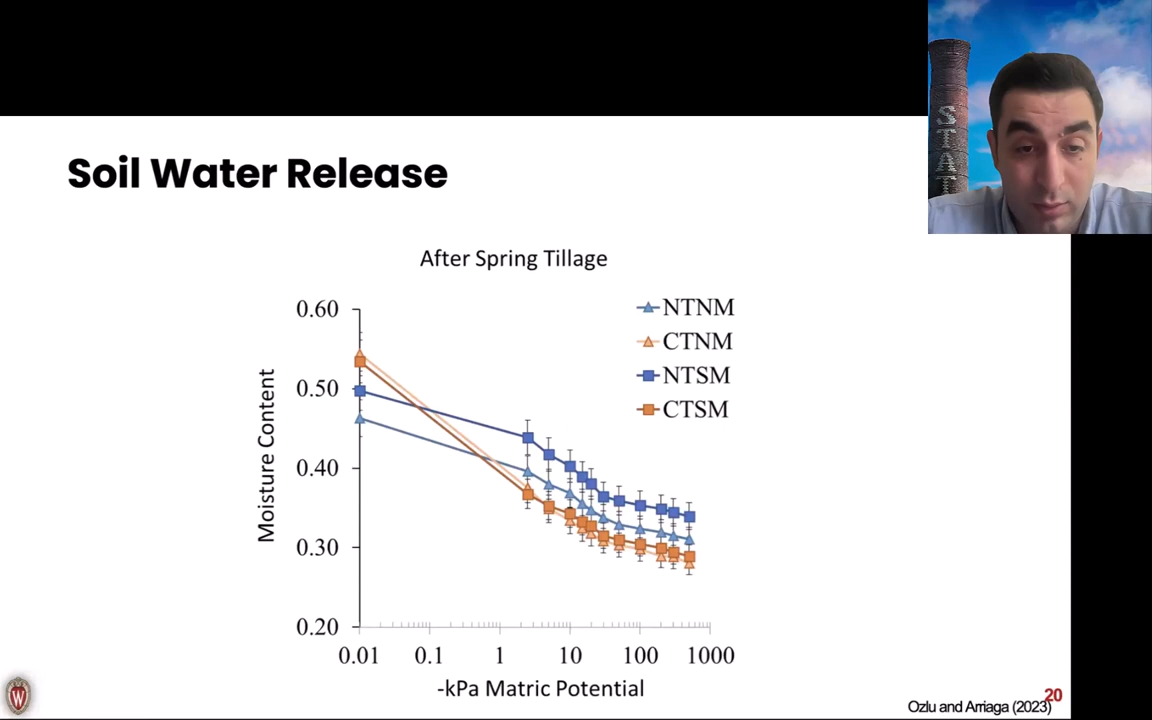 STAT
Soil Water Release
After Spring Tillage
NTNM
CTNM
NTSM
CTSM
Moisture Content
0.60
0.50
0.40
0.30
0.20
0.01 0.1 1 10 100 1000
-kPa Matric Potential
W
20
Ozlu and Arriaga (2023)